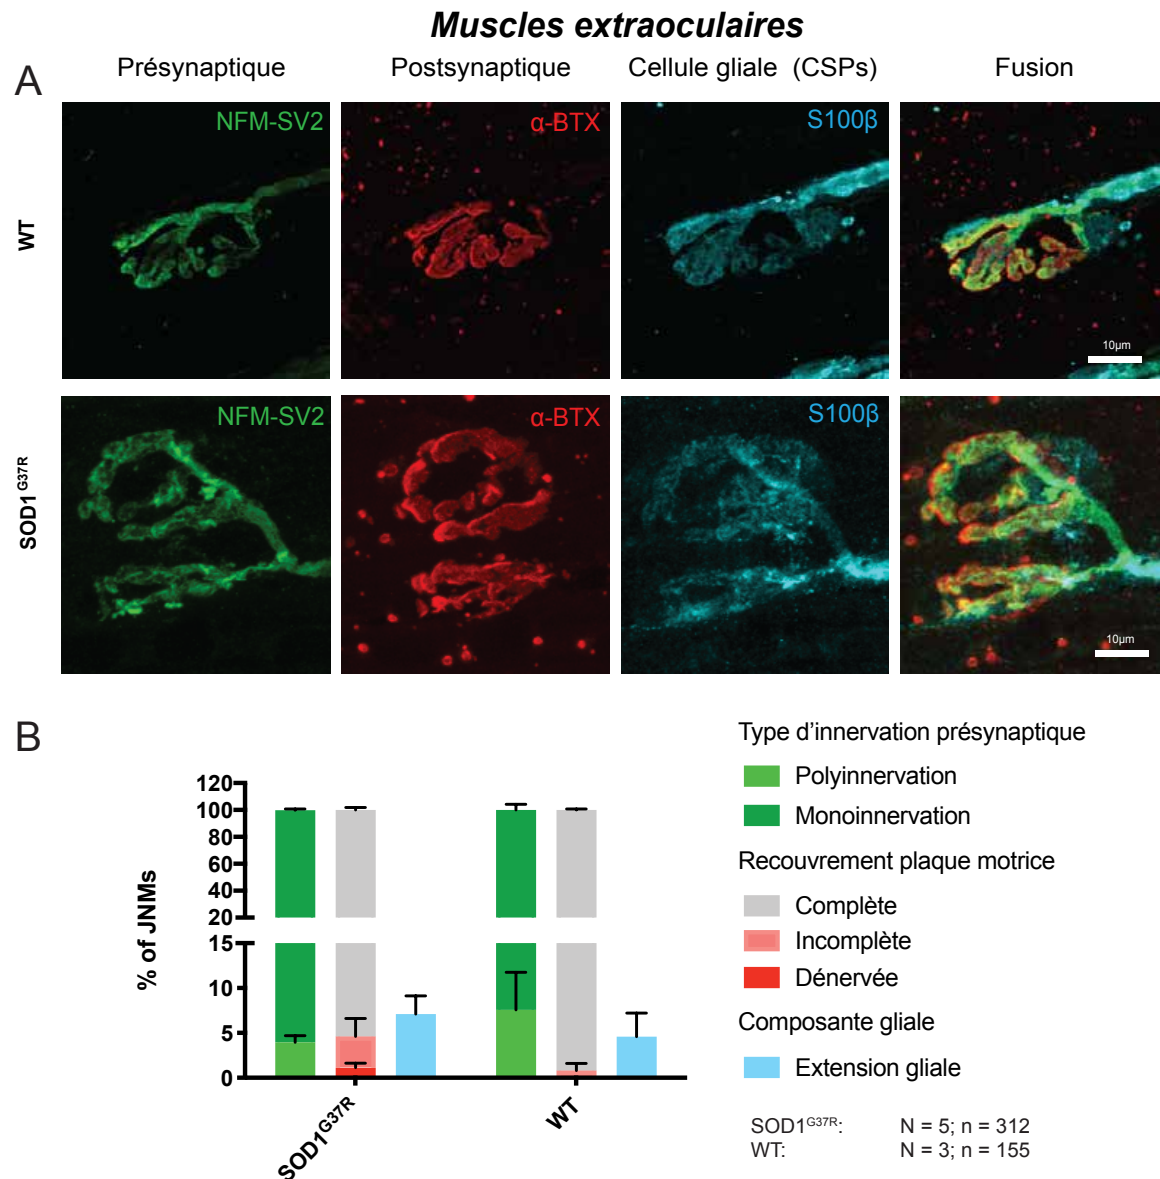 Muscles extraoculaires
A
Présynaptique
Postsynaptique
Cellule gliale (CSPs)
Fusion
WT
NFM-SV2
α-BTX
S100β
10µm
SOD1G37R
NFM-SV2
α-BTX
S100β
10µm
B
% of JNMs
120
100
80
60
40
20
15
10
5
0
SOD1G37R
WT
Type d'innervation présynaptique
Polyinnervation
Monoinnervation
Recouvrement plaque motrice
Complète
Incomplète
Dénervée
Composante gliale
Extension gliale
SOD1G37R: N = 5; n = 312
WT: N = 3; n = 155